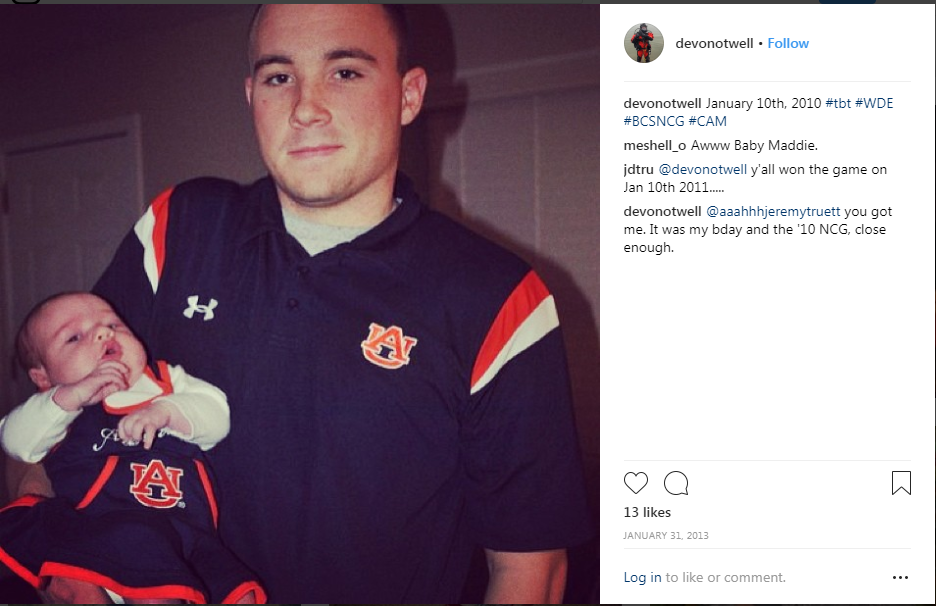 devonotwell • Follow
devonotwell January 10th, 2010 #tbt #WDE
#BCSNCG #CAM
meshell_o Awww Baby Maddie.
jdtru @devonotwell y'all won the game on
Jan 10th 2011.....
devonotwell @aaahhhjeremytruett you got
me. It was my bday and the '10 NCG, close
enough.
13 likes
JANUARY 31, 2013
Log in to like or comment.
AU
AU